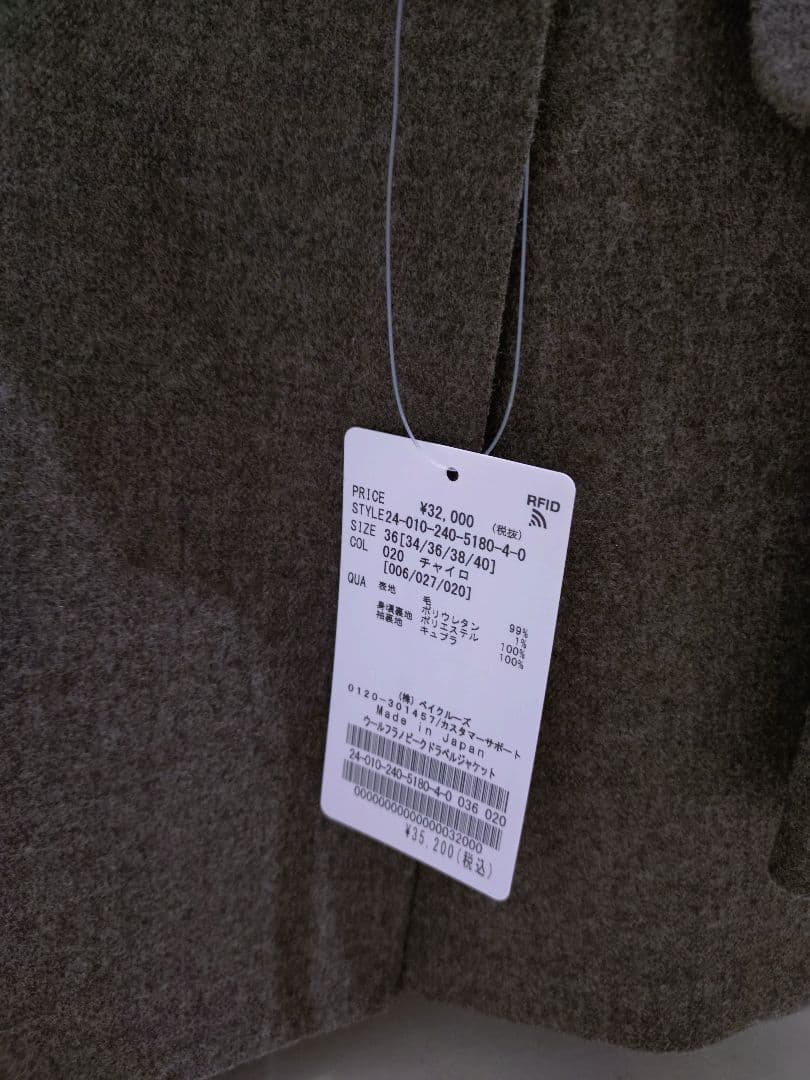 RFID
PRICE ¥32,000 (税抜)
STYLE24-010-240-5180-4-0
SIZE 36[34/36/38/40]
COL 020 チャイロ
[006/027/020]
QUA 表地 毛 99%
ポリウレタン 1%
身頃裏地 ポリエステル 100%
袖裏地 キュプラ 100%
(株)ベイクルーズ
0120-301457/カスタマーサポート
Made in Japan
ウールフラノピークドラペルジャケット
24-010-240-5180-4-0 036 020
0000000000000032000
¥35,200(税込)